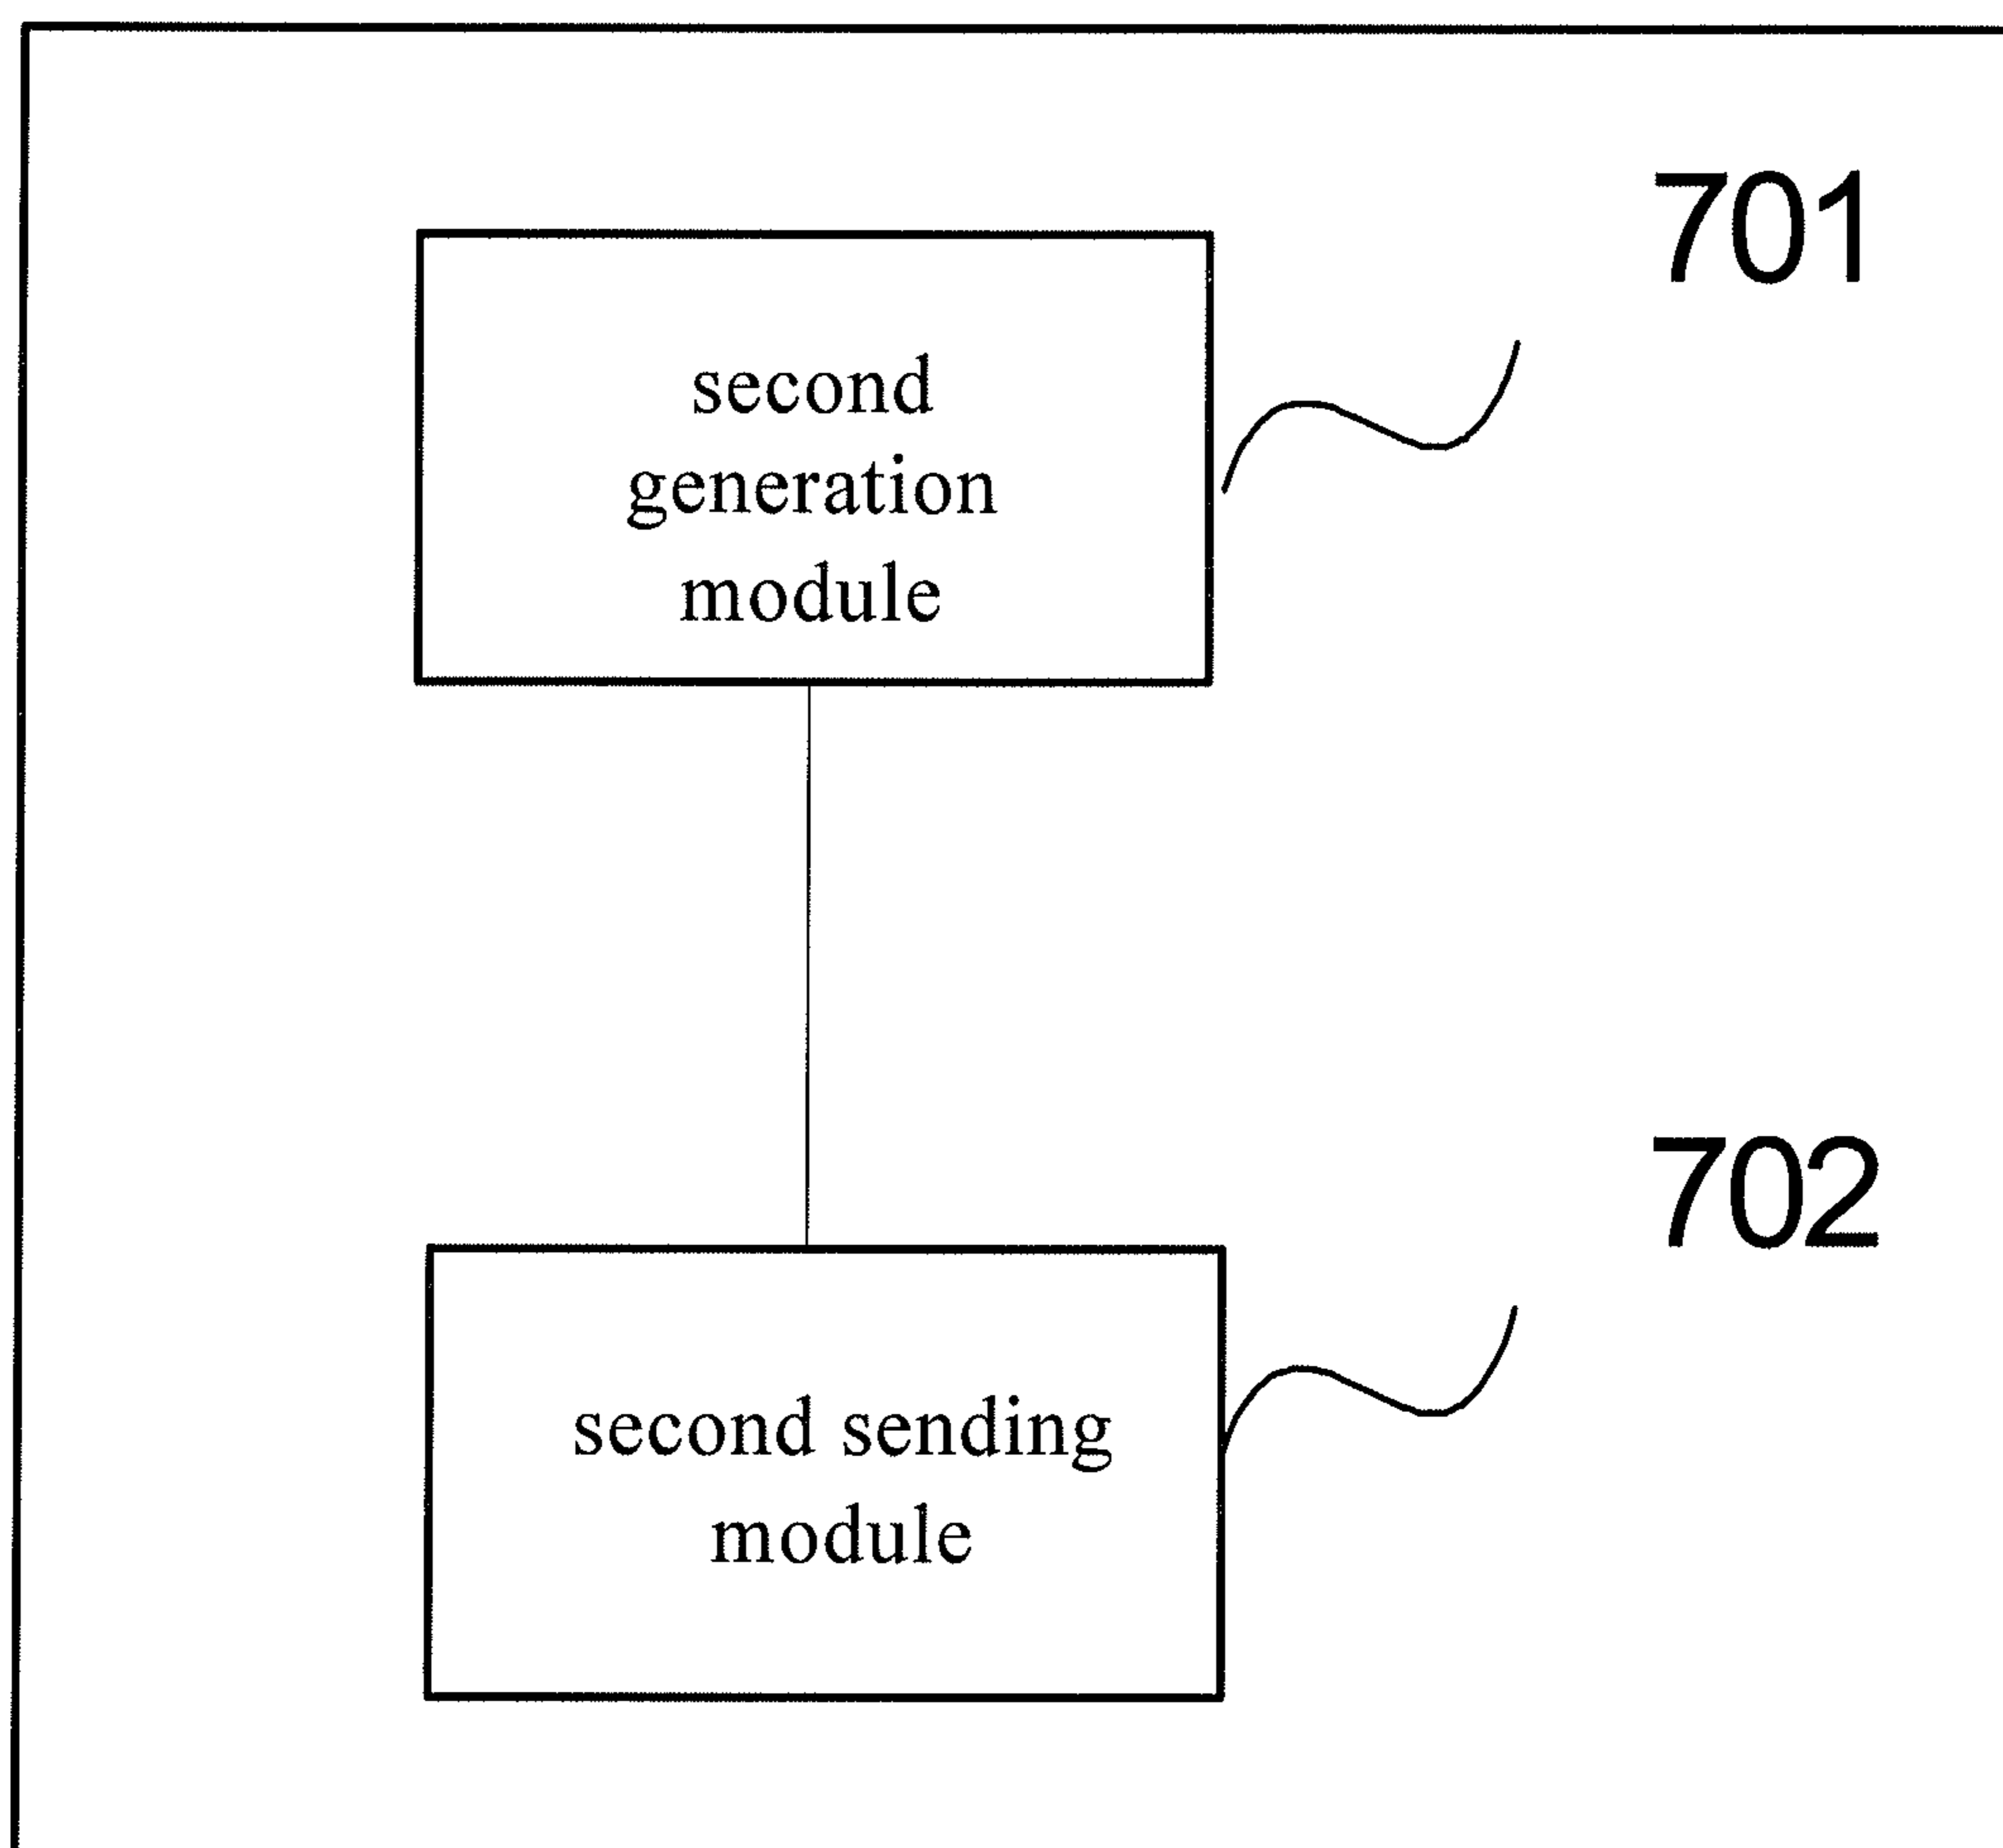 701
second
generation
module
702
second sending
module